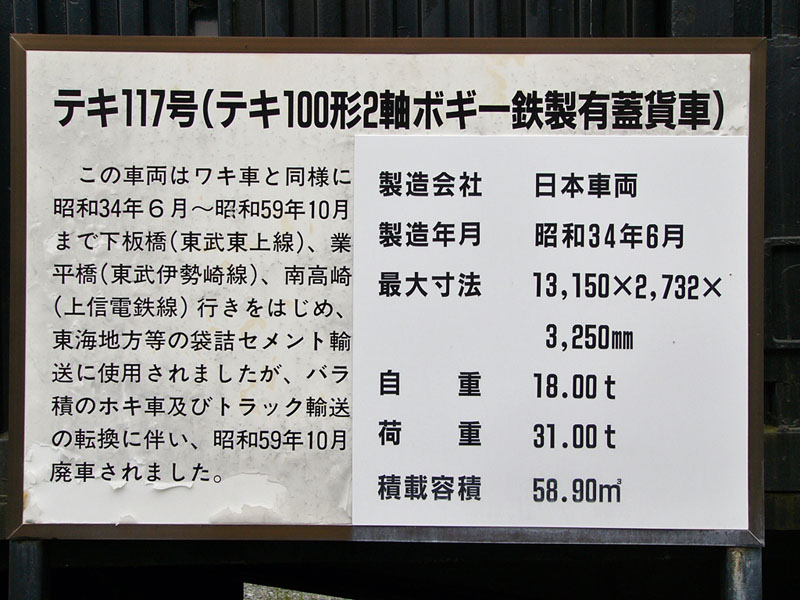 テキ117号(テキ100形2軸ボギー鉄製有蓋貨車)
この車両はワキ車と同様に
昭和34年6月～昭和59年10月
まで下板橋(東武東上線)、業
平橋(東武伊勢崎線)、南高崎
(上信電鉄線)行きをはじめ、
東海地方等の袋詰セメント輸
送に使用されましたが、バラ
積のホキ車及びトラック輸送
の転換に伴い、昭和59年10月
廃車されました。
製造会社 日本車両
製造年月 昭和34年6月
最大寸法 13,150×2,732×
3,250㎜
自重 18.00t
荷重 31.00t
積載容積 58.90㎥